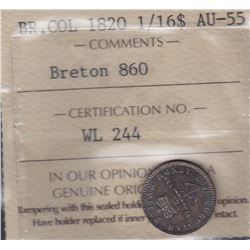 BR.COL 1820 1/16$ AU-55
COMMENTS
Breton 860
CERTIFICATION NO.
WL 244
IN OUR OPINION A
GENUINE ORI
Tampering with this sealed hold
Have holder replaced if inner